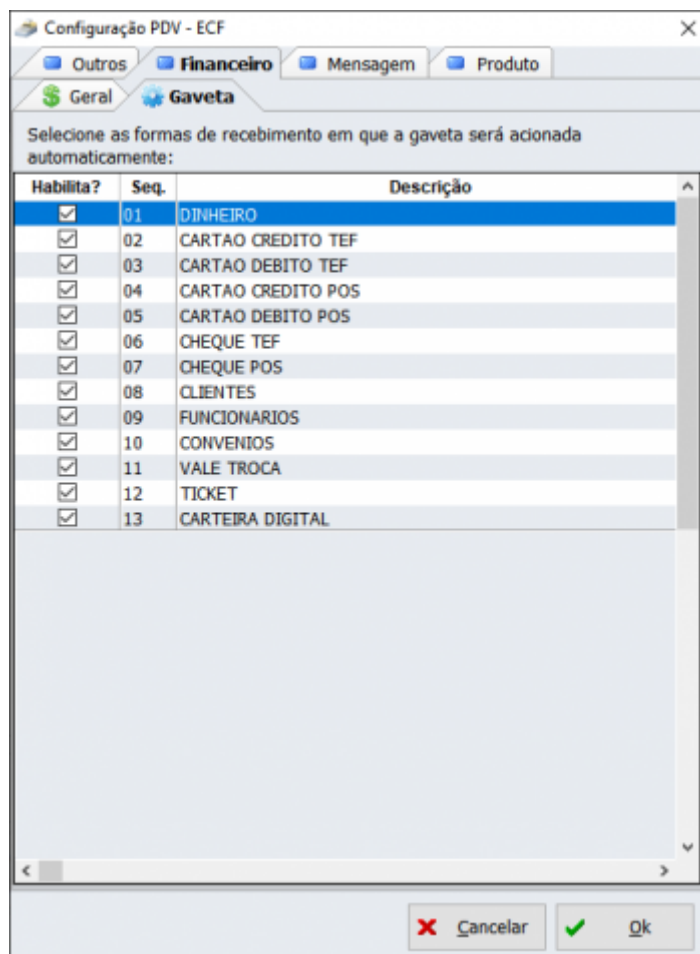 Configuração PDV - ECF
Outros Financeiro Mensagem Produto
Geral Gaveta
Selecione as formas de recebimento em que a gaveta será acionada
automaticamente:
Habilita? Seq. Descrição
01 DINHEIRO
02 CARTAO CREDITO TEF
03 CARTAO DEBITO TEF
04 CARTAO CREDITO POS
05 CARTAO DEBITO POS
06 CHEQUE TEF
07 CHEQUE POS
08 CLIENTES
09 FUNCIONARIOS
10 CONVENIOS
11 VALE TROCA
12 TICKET
13 CARTEIRA DIGITAL
Cancelar Ok